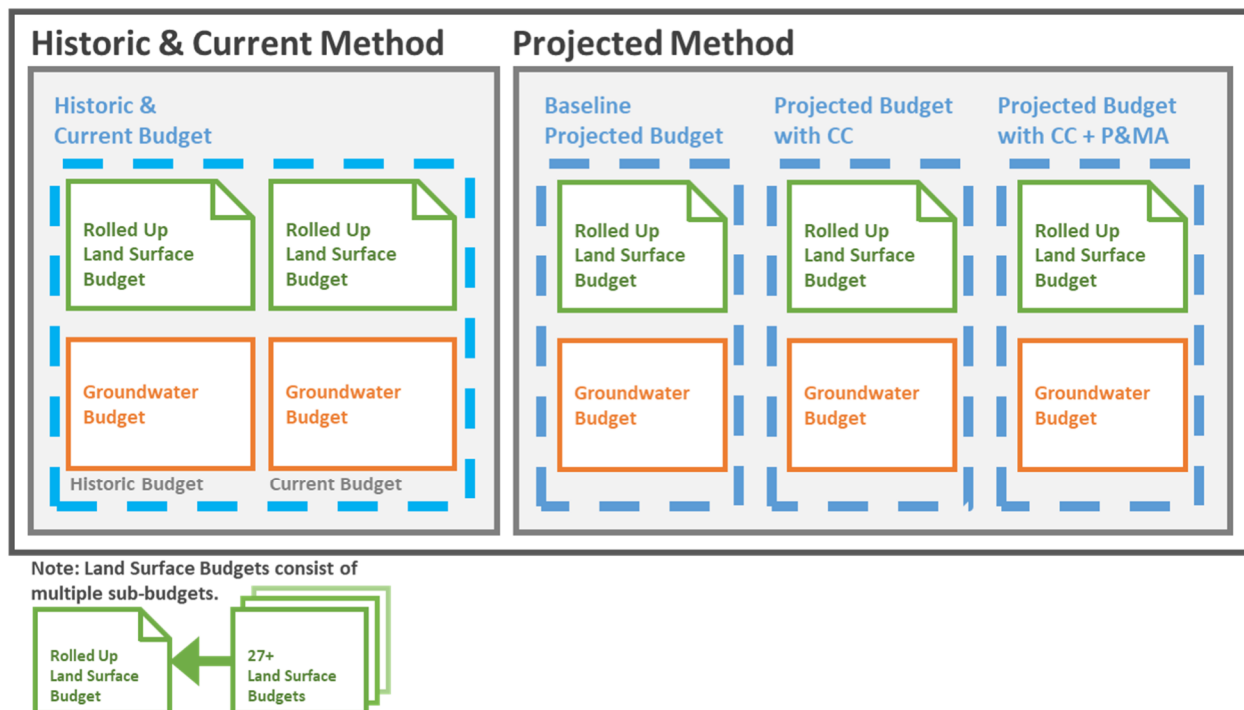 Historic & Current Method
Projected Method
Historic &
Current Budget
Rolled Up
Land Surface
Budget
Rolled Up
Land Surface
Budget
Groundwater
Budget
Groundwater
Budget
Historic Budget
Current Budget
Baseline
Projected Budget
Rolled Up
Land Surface
Budget
Groundwater
Budget
Projected Budget
with CC
Rolled Up
Land Surface
Budget
Groundwater
Budget
Projected Budget
with CC + P&MA
Rolled Up
Land Surface
Budget
Groundwater
Budget
Note: Land Surface Budgets consist of
multiple sub-budgets.
Rolled Up
Land Surface
Budget
27+
Land Surface
Budgets